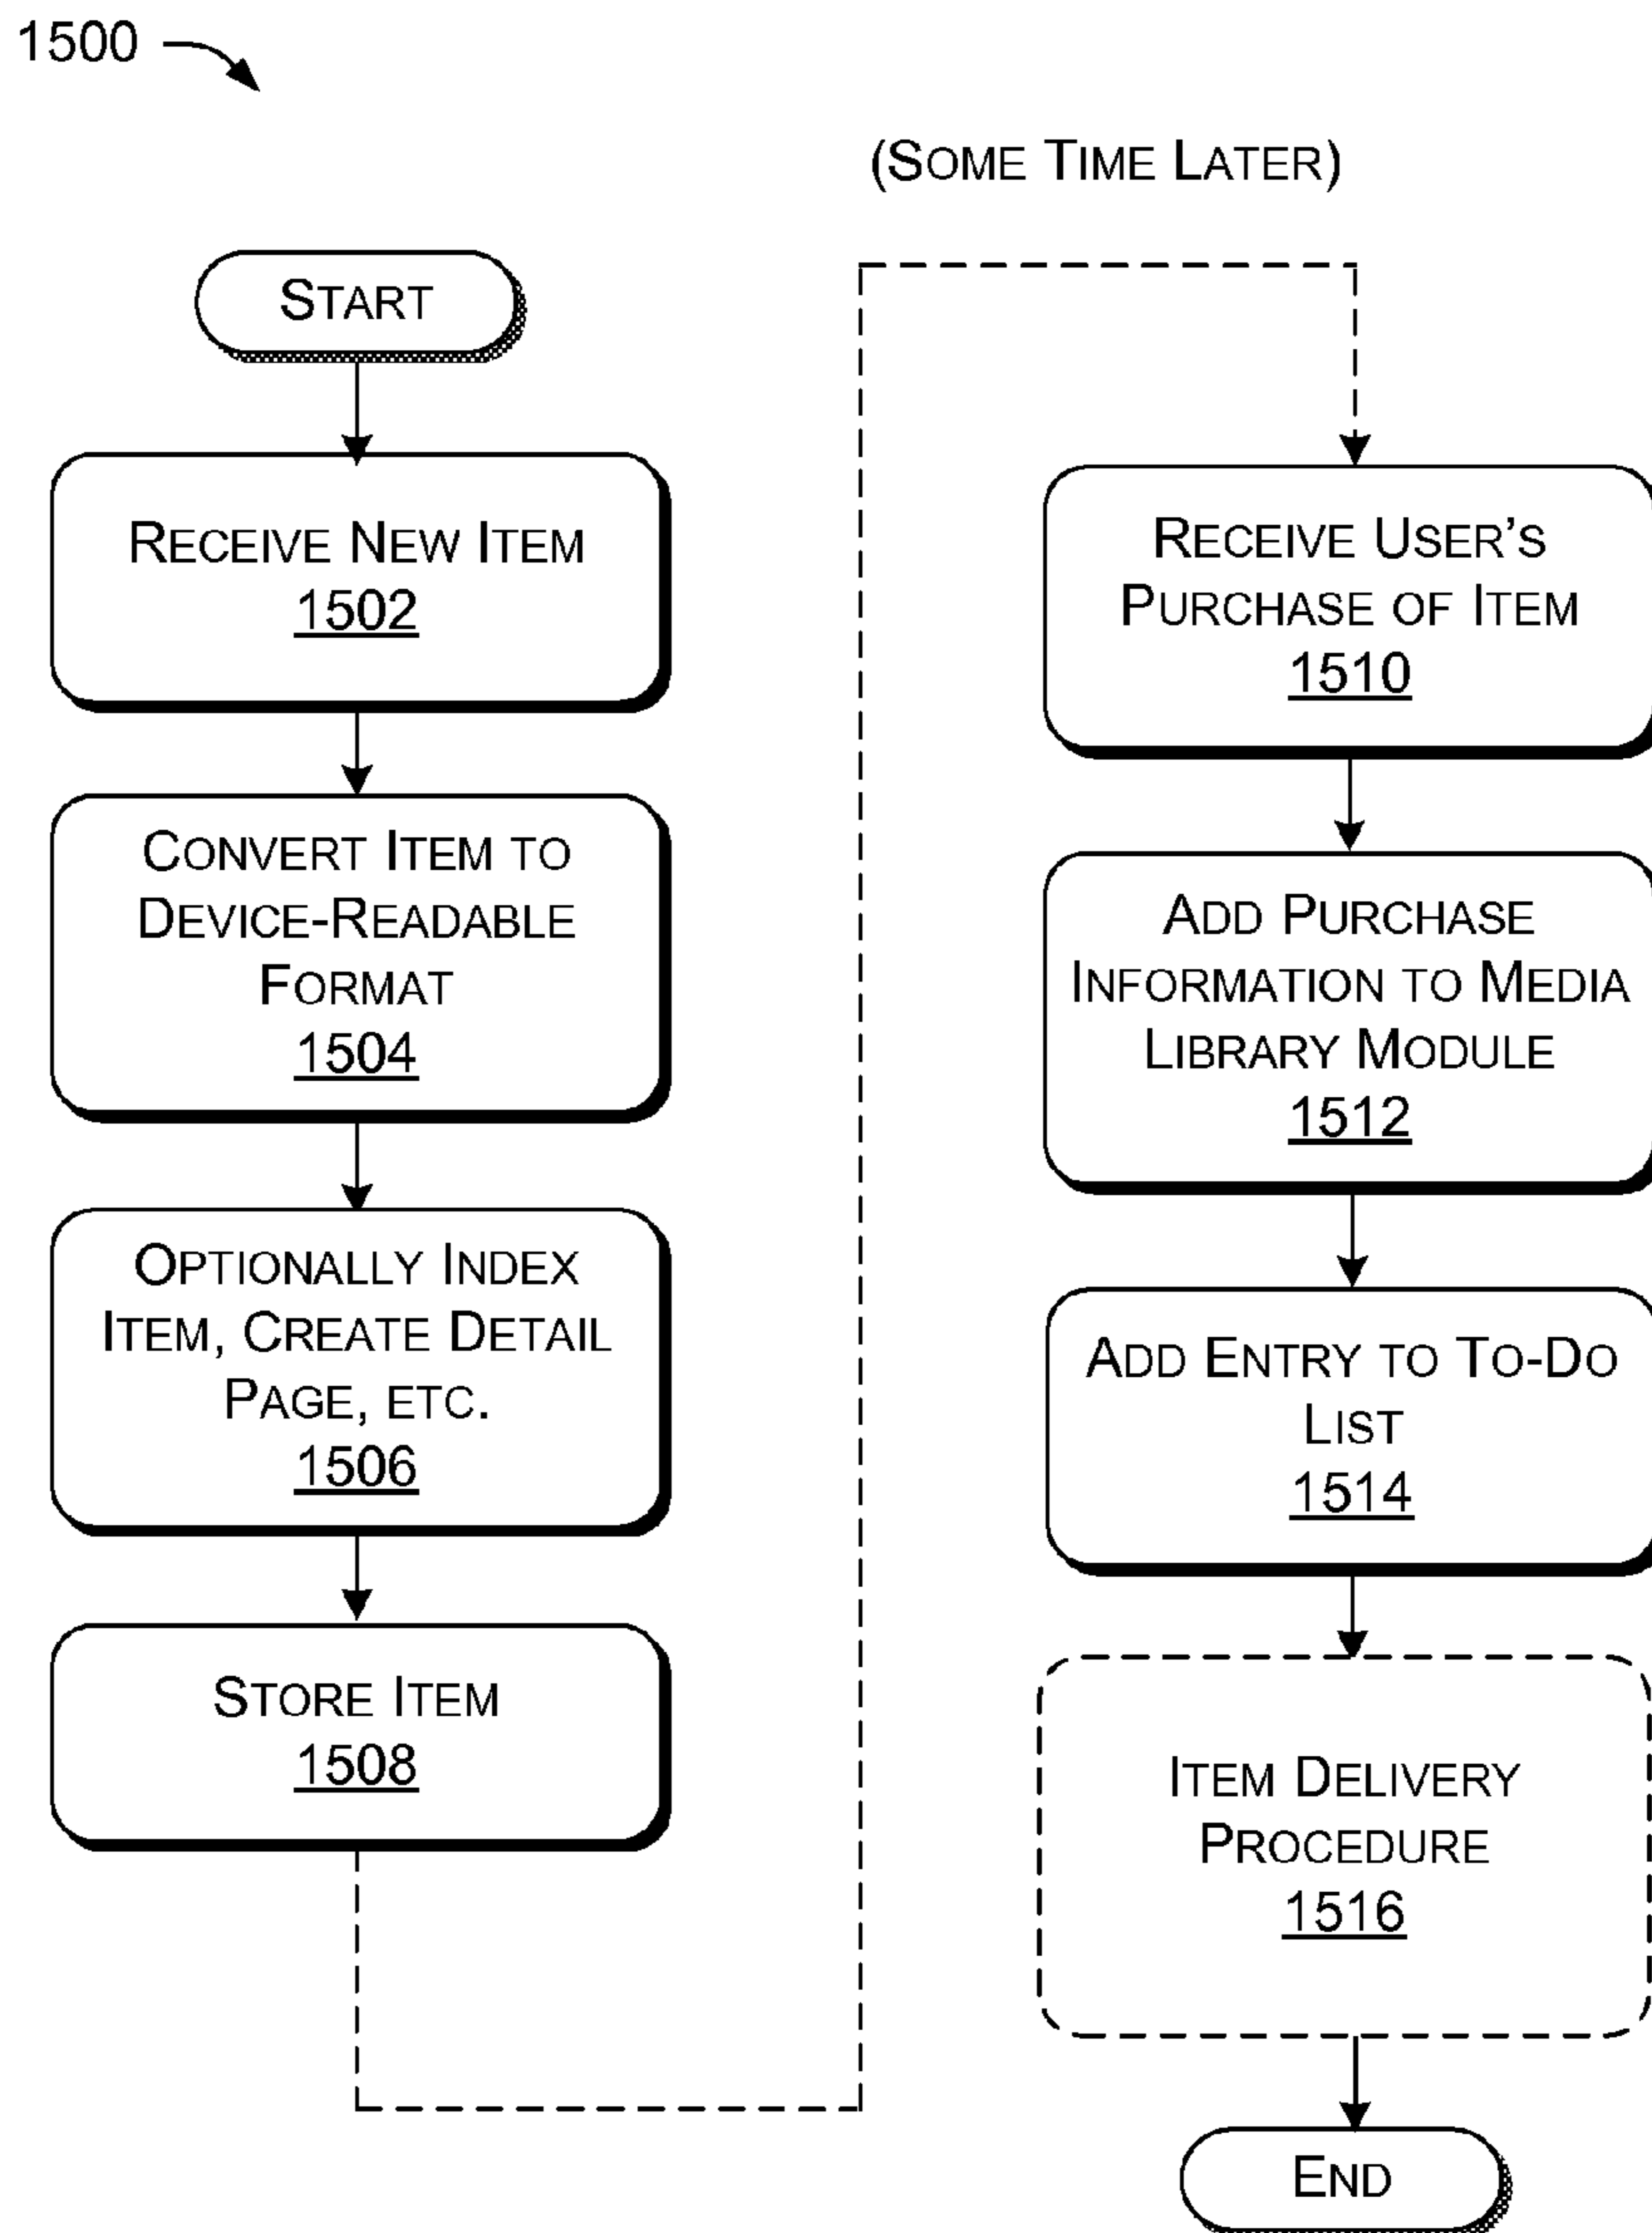 1500
(SOME TIME LATER)
START
RECEIVE NEW ITEM
1502
CONVERT ITEM TO
DEVICE-READABLE
FORMAT
1504
OPTIONALLY INDEX
ITEM, CREATE DETAIL
PAGE, ETC.
1506
STORE ITEM
1508
RECEIVE USER’S
PURCHASE OF ITEM
1510
ADD PURCHASE
INFORMATION TO MEDIA
LIBRARY MODULE
1512
ADD ENTRY TO TO-DO
LIST
1514
ITEM DELIVERY
PROCEDURE
1516
END